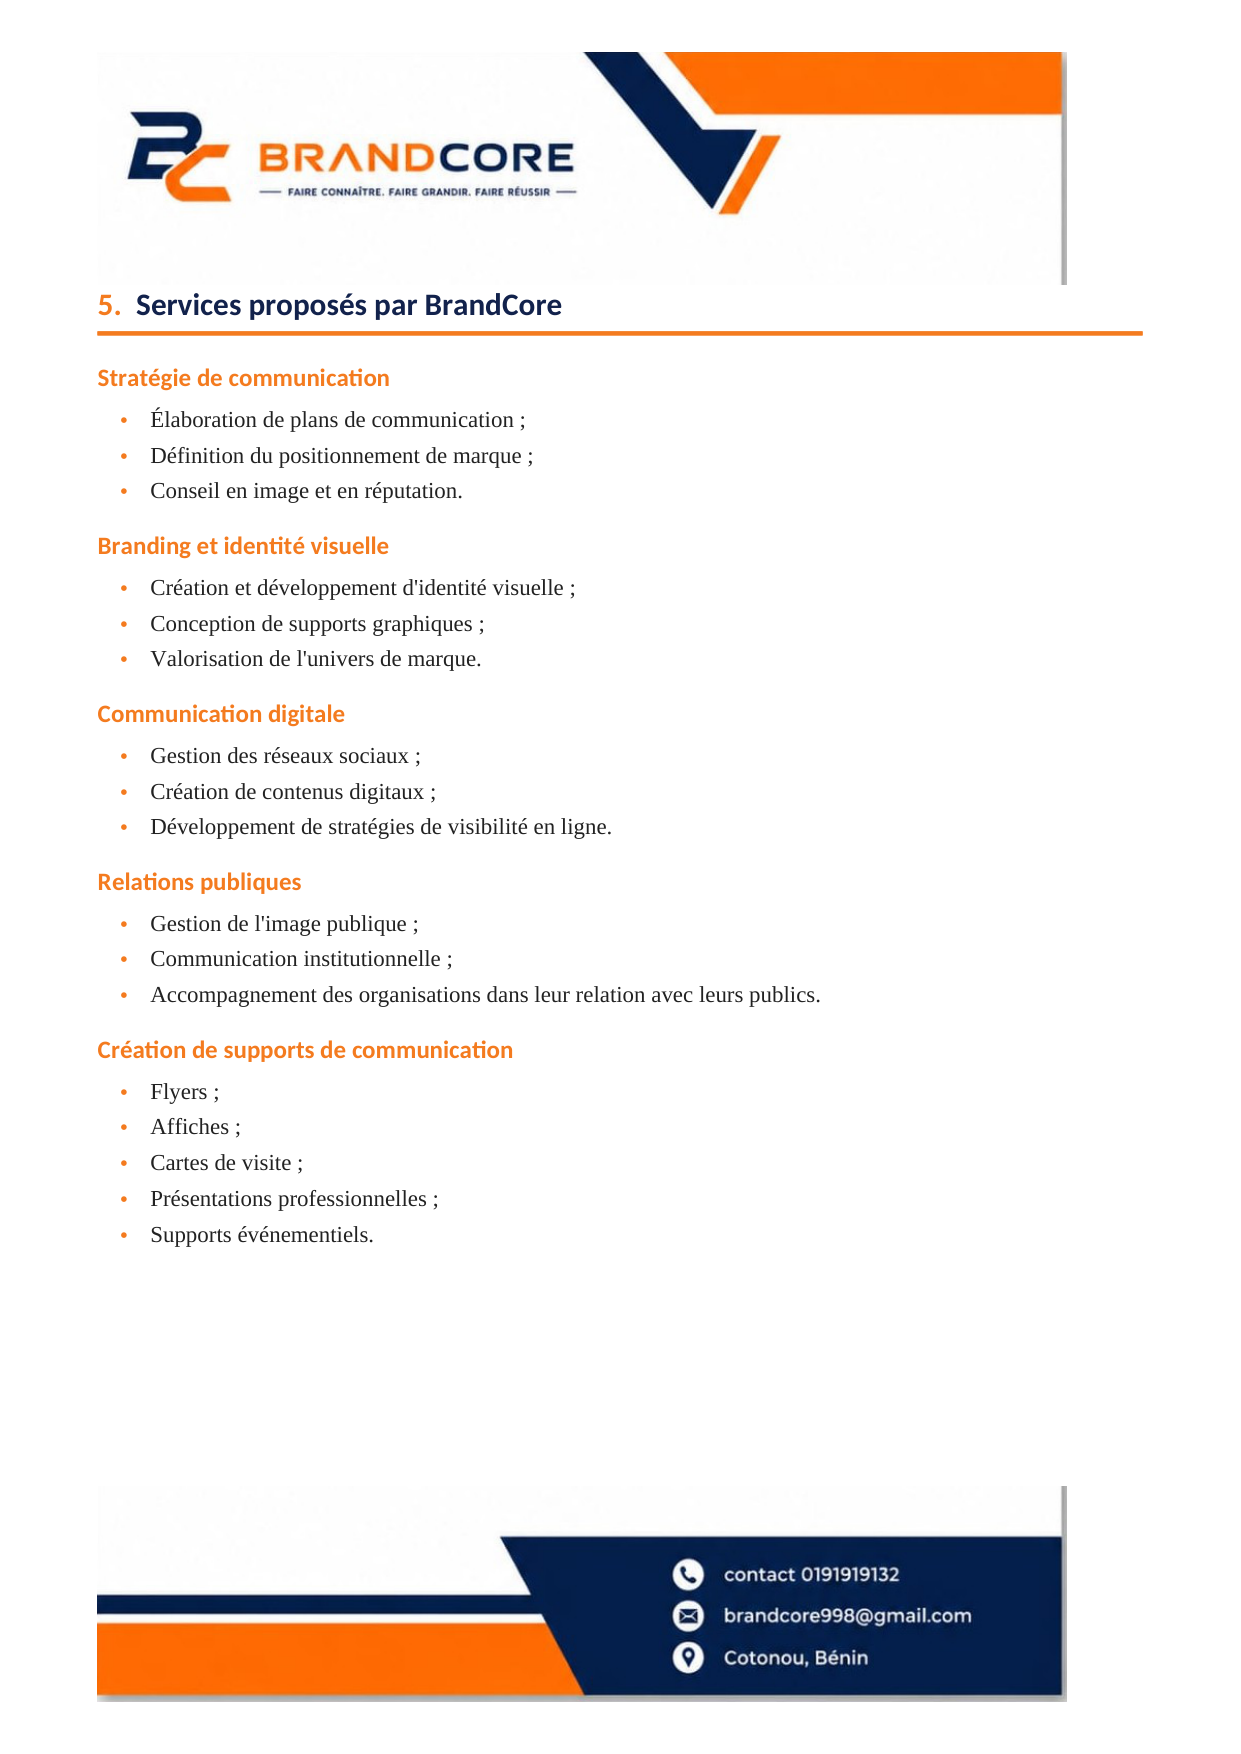 BC BRANDCORE
FAIRE CONNAÎTRE. FAIRE GRANDIR. FAIRE RÉUSSIR
5. Services proposés par BrandCore
Stratégie de communication
• Élaboration de plans de communication ;
• Définition du positionnement de marque ;
• Conseil en image et en réputation.
Branding et identité visuelle
• Création et développement d'identité visuelle ;
• Conception de supports graphiques ;
• Valorisation de l'univers de marque.
Communication digitale
• Gestion des réseaux sociaux ;
• Création de contenus digitaux ;
• Développement de stratégies de visibilité en ligne.
Relations publiques
• Gestion de l'image publique ;
• Communication institutionnelle ;
• Accompagnement des organisations dans leur relation avec leurs publics.
Création de supports de communication
• Flyers ;
• Affiches ;
• Cartes de visite ;
• Présentations professionnelles ;
• Supports événementiels.
contact 0191919132
brandcore998@gmail.com
Cotonou, Bénin